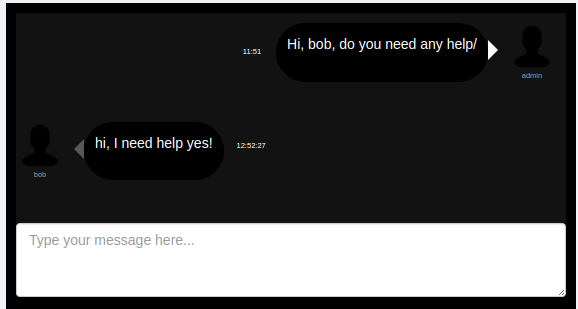 11:51
Hi, bob, do you need any help/
admin
hi, I need help yes!
12:52:27
bob
Type your message here...